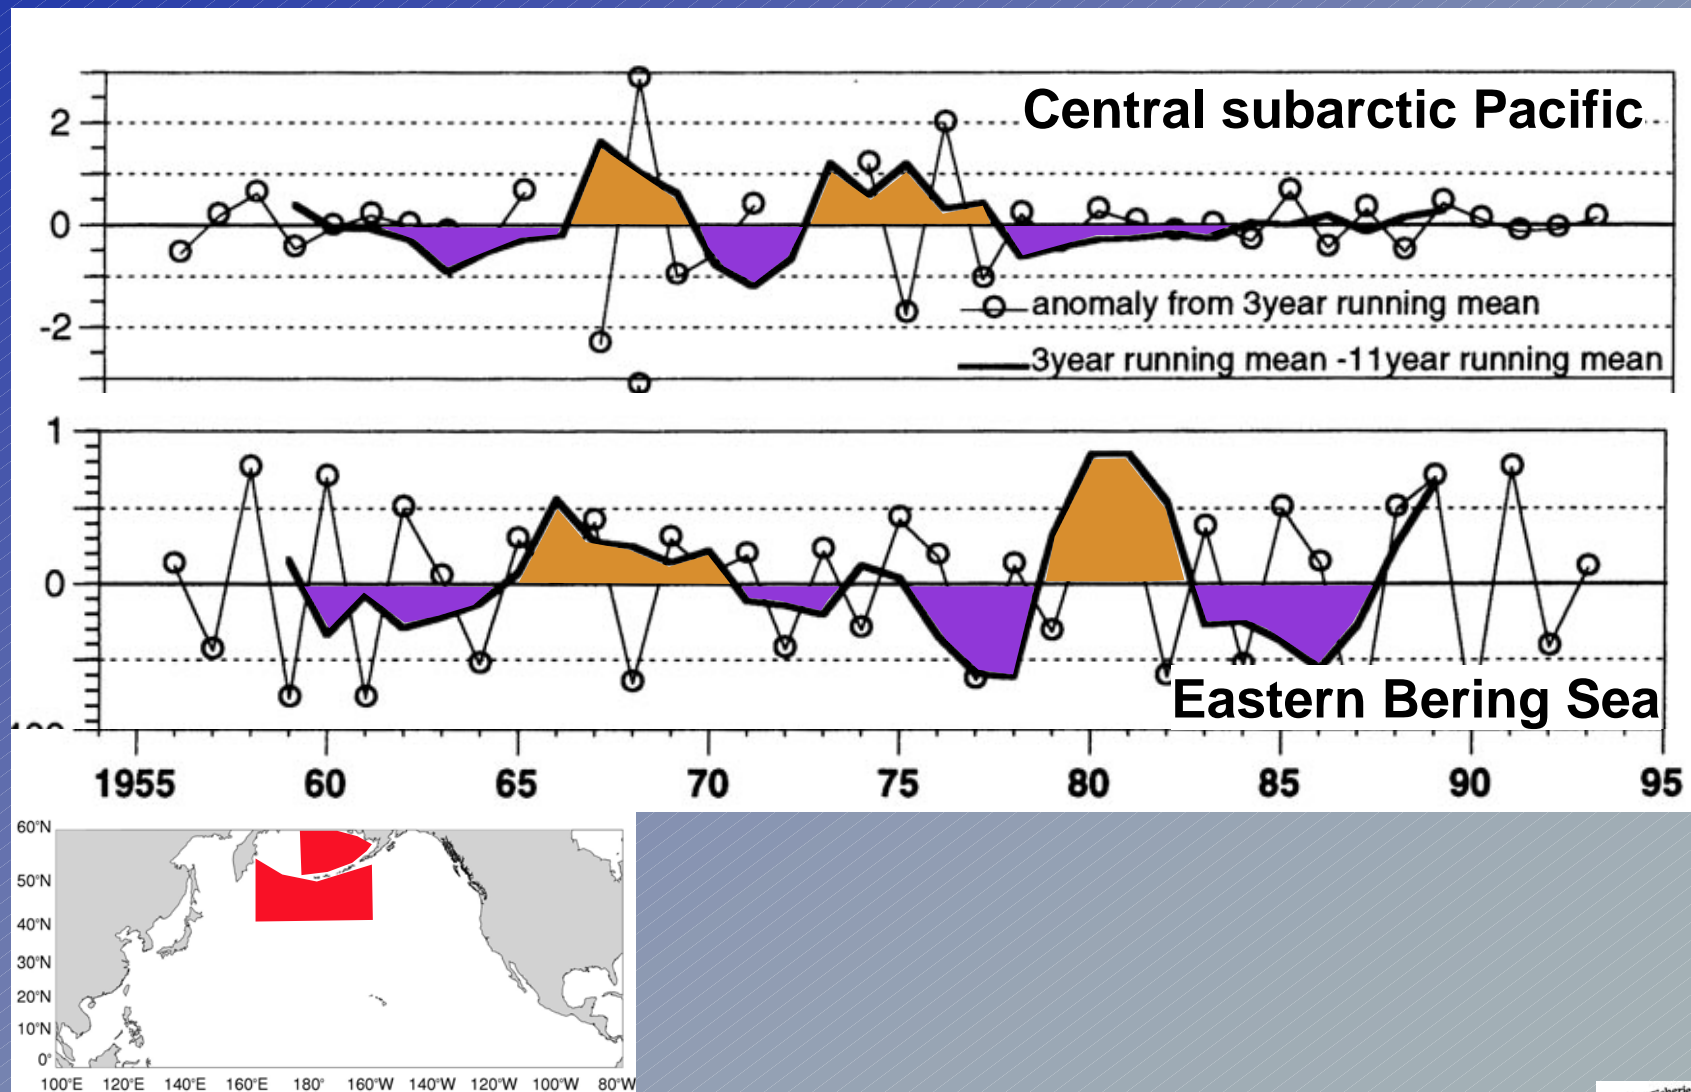 Central subarctic Pacific
2
0
-2
anomaly from 3year running mean
3year running mean -11year running mean
1
0
Eastern Bering Sea
1955 60 65 70 75 80 85 90 95
60°N
50°N
40°N
30°N
20°N
10°N
0°
100°E 120°E 140°E 160°E 180° 160°W 140°W 120°W 100°W 80°W